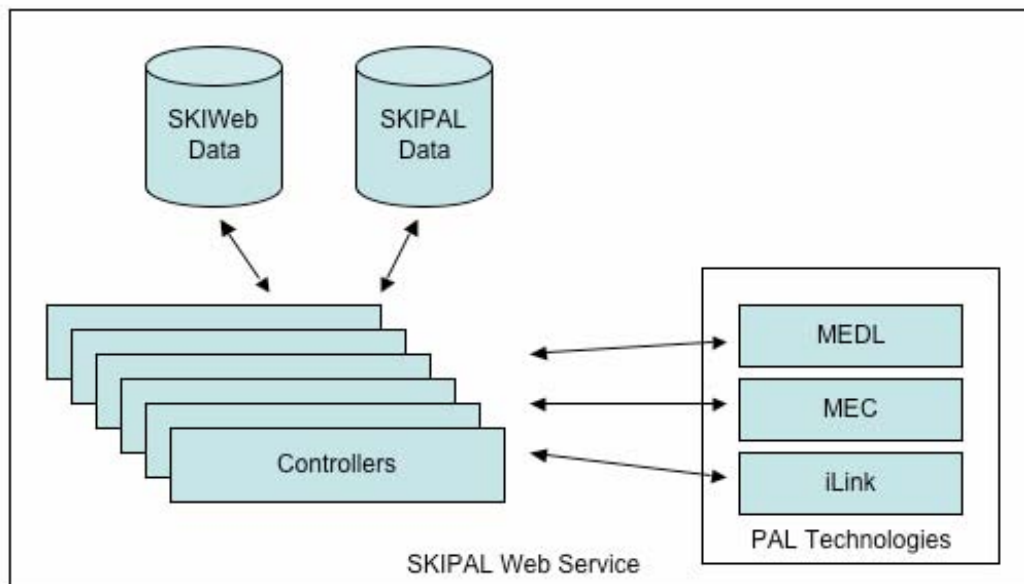 SKIWeb
Data
SKIPAL
Data
MEDL
MEC
iLink
Controllers
PAL Technologies
SKIPAL Web Service